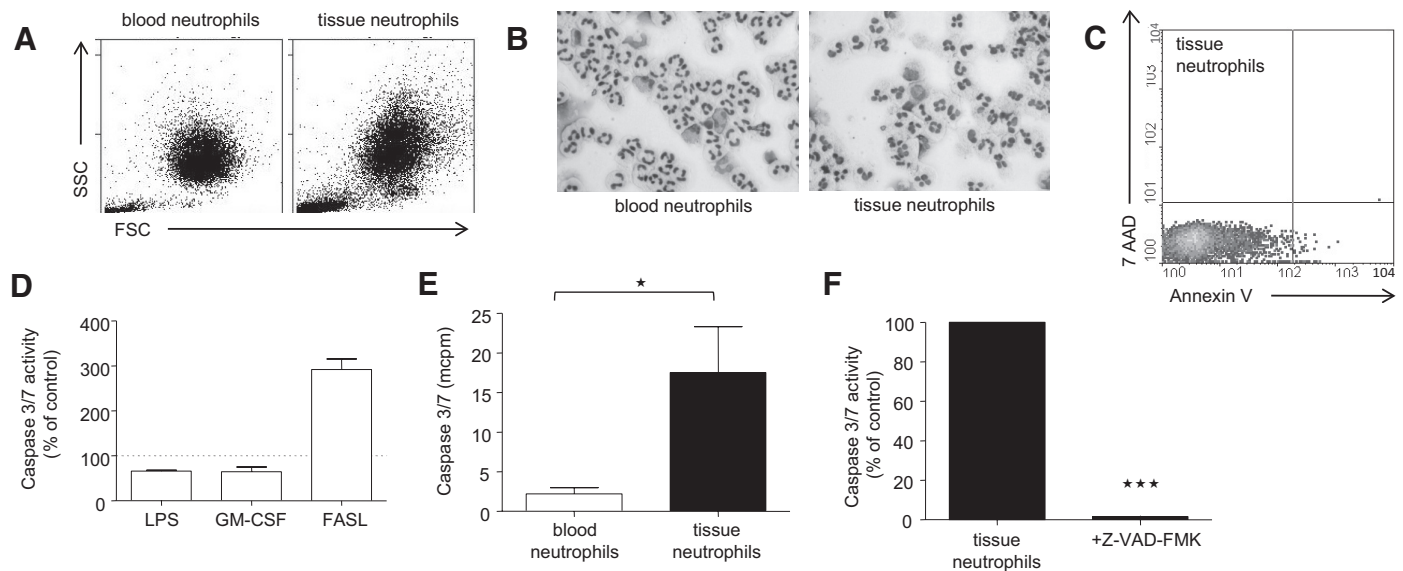 A
blood neutrophils
tissue neutrophils
SSC
FSC
B
blood neutrophils
tissue neutrophils
C
tissue
neutrophils
104
103
102
101
100
7 AAD
100
101
102
103
104
Annexin V
D
Caspase 3/7 activity
(% of control)
400
300
200
100
0
LPS
GM-CSF
FASL
E
★
Caspase 3/7 (mcpm)
25
20
15
10
5
0
blood
neutrophils
tissue
neutrophils
F
Caspase 3/7 activity
(% of control)
100
80
60
40
20
0
★★★
tissue
neutrophils
+Z-VAD-FMK